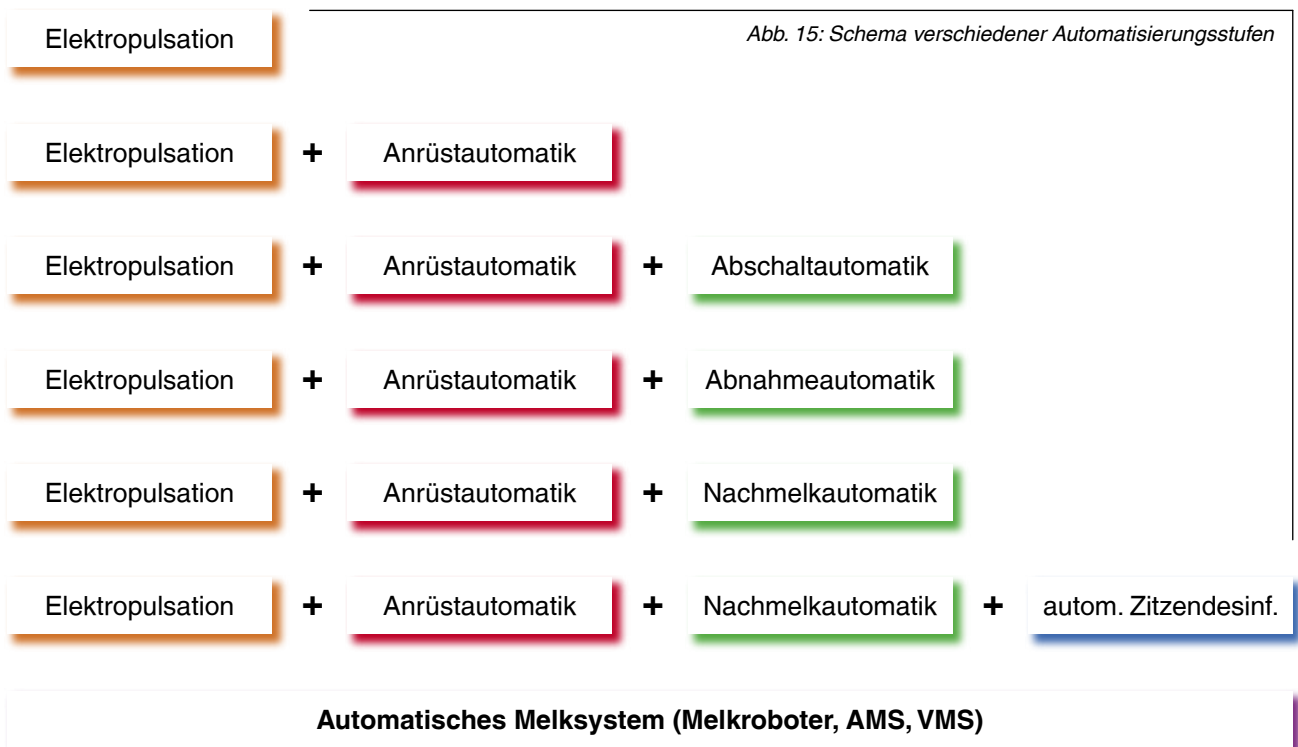 Elektropulsation
Abb. 15: Schema verschiedener Automatisierungsstufen
Elektropulsation + Anrüstautomatik
Elektropulsation + Anrüstautomatik + Abschaltautomatik
Elektropulsation + Anrüstautomatik + Abnahmeautomatik
Elektropulsation + Anrüstautomatik + Nachmelkautomatik
Elektropulsation + Anrüstautomatik + Nachmelkautomatik + autom. Zitzendesinf.
Automatisches Melksystem (Melkroboter, AMS, VMS)